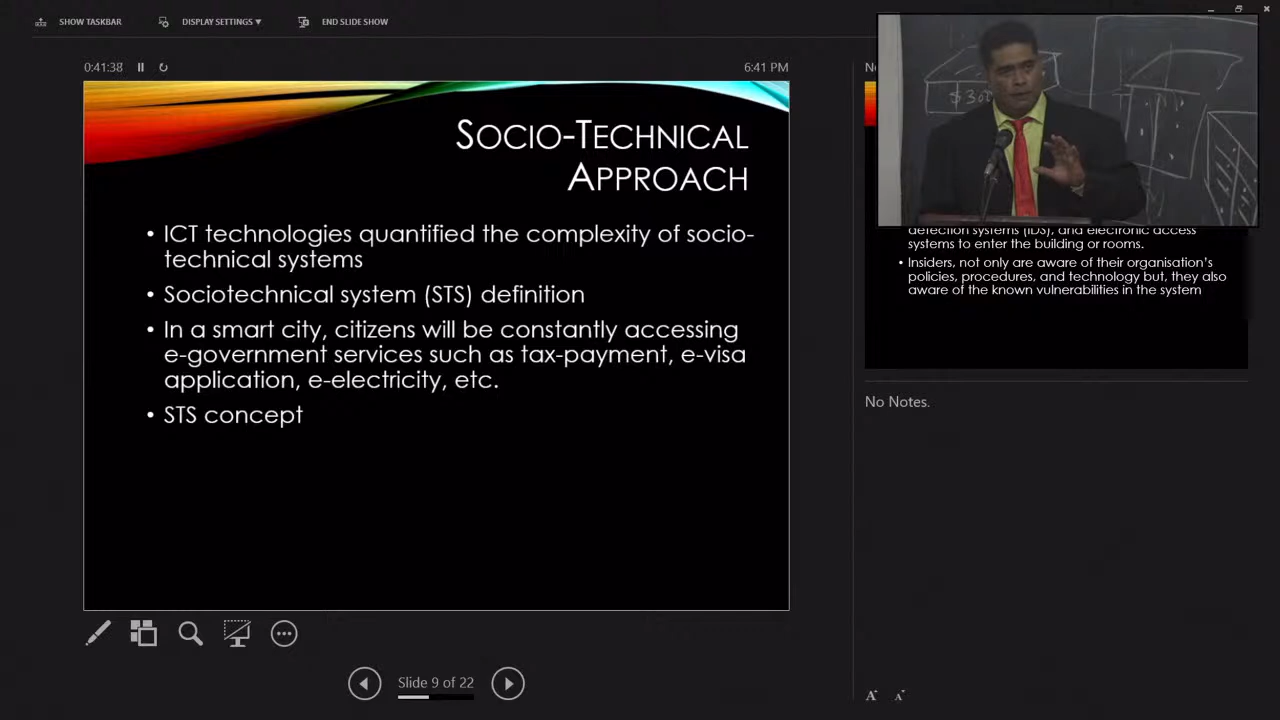 SHOW TASKBAR
DISPLAY SETTINGS ▼
END SLIDE SHOW
0:41:38
6:41 PM
SOCIO-TECHNICAL
APPROACH
• ICT technologies quantified the complexity of socio-
technical systems
• Sociotechnical system (STS) definition
• In a smart city, citizens will be constantly accessing
e-government services such as tax-payment, e-visa
application, e-electricity, etc.
• STS concept
Slide 9 of 22
$300
detection systems (IDS), and electronic access
systems to enter the building or rooms.
• Insiders, not only are aware of their organisation's
policies, procedures, and technology but, they also
aware of the known vulnerabilities in the system
No Notes.
A
A